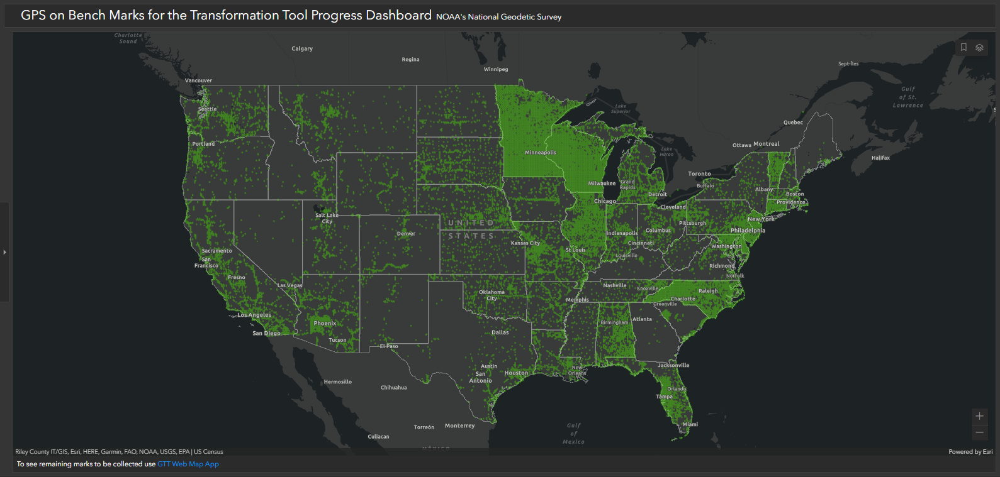 GPS on Bench Marks for the Transformation Tool Progress Dashboard NOAA's National Geodetic Survey
Charlotte
Sound
Calgary
Regina
Winnipeg
Sept-Îles
Vancouver
Gulf
of St.
Lawrence
Seattle
Lake
Superior
Quebec
Portland
Ottawa Montreal
Minneapolis
Lake
Huron
Halifax
Toronto
Milwaukee
Grand
Rapids
Buffalo
Albany
Detroit
Boston
Chicago
Providence
Cleveland
Salt Lake
City
New York
UNITED
STATES
Pittsburgh
Denver
Indianapolis
Columbus
Philadelphia
Kansas City
Cincinnati
Washington
Sacramento
St Louis
Louisville
San
Francisco
Richmond
Fresno
Norfolk
Las Vegas
Nashville
Knoxville
Raleigh
Oklahoma
City
Memphis
Charlotte
Greenville
Los Angeles
Phoenix
Birmingham
Atlanta
San Diego
Dallas
Tucson
El Paso
Austin
Jacksonville
San
Antonio
Houston
New
Orleans
Hermosillo
Chihuahua
Orlando
Tampa
Torreón
Monterrey
Miami
Gulf
of
Mexico
Culiacan
MÉXICO
Riley County IT/GIS, Esri, HERE, Garmin, FAO, NOAA, USGS, EPA | US Census
Powered by Esri
To see remaining marks to be collected use GTT Web Map App